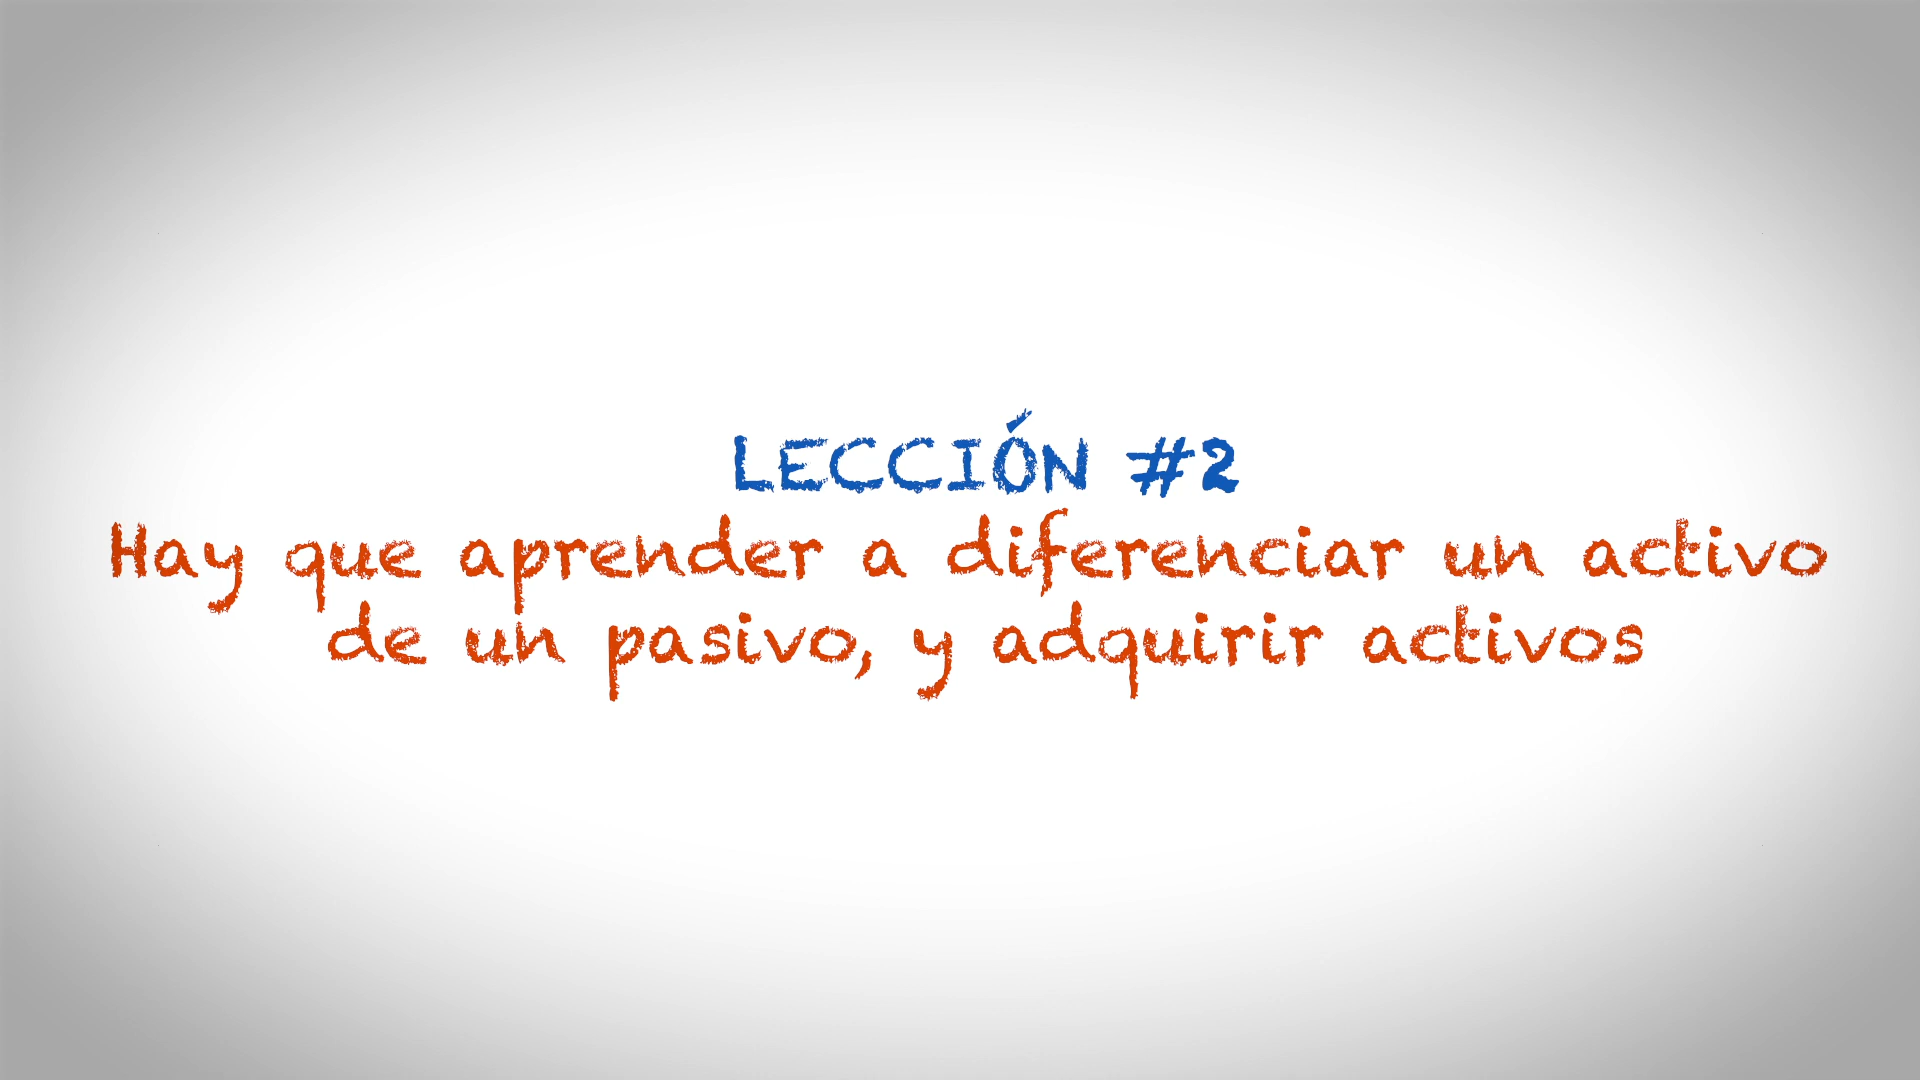 LECCIÓN #2
Hay que aprender a diferenciar un activo
de un pasivo, y adquirir activos